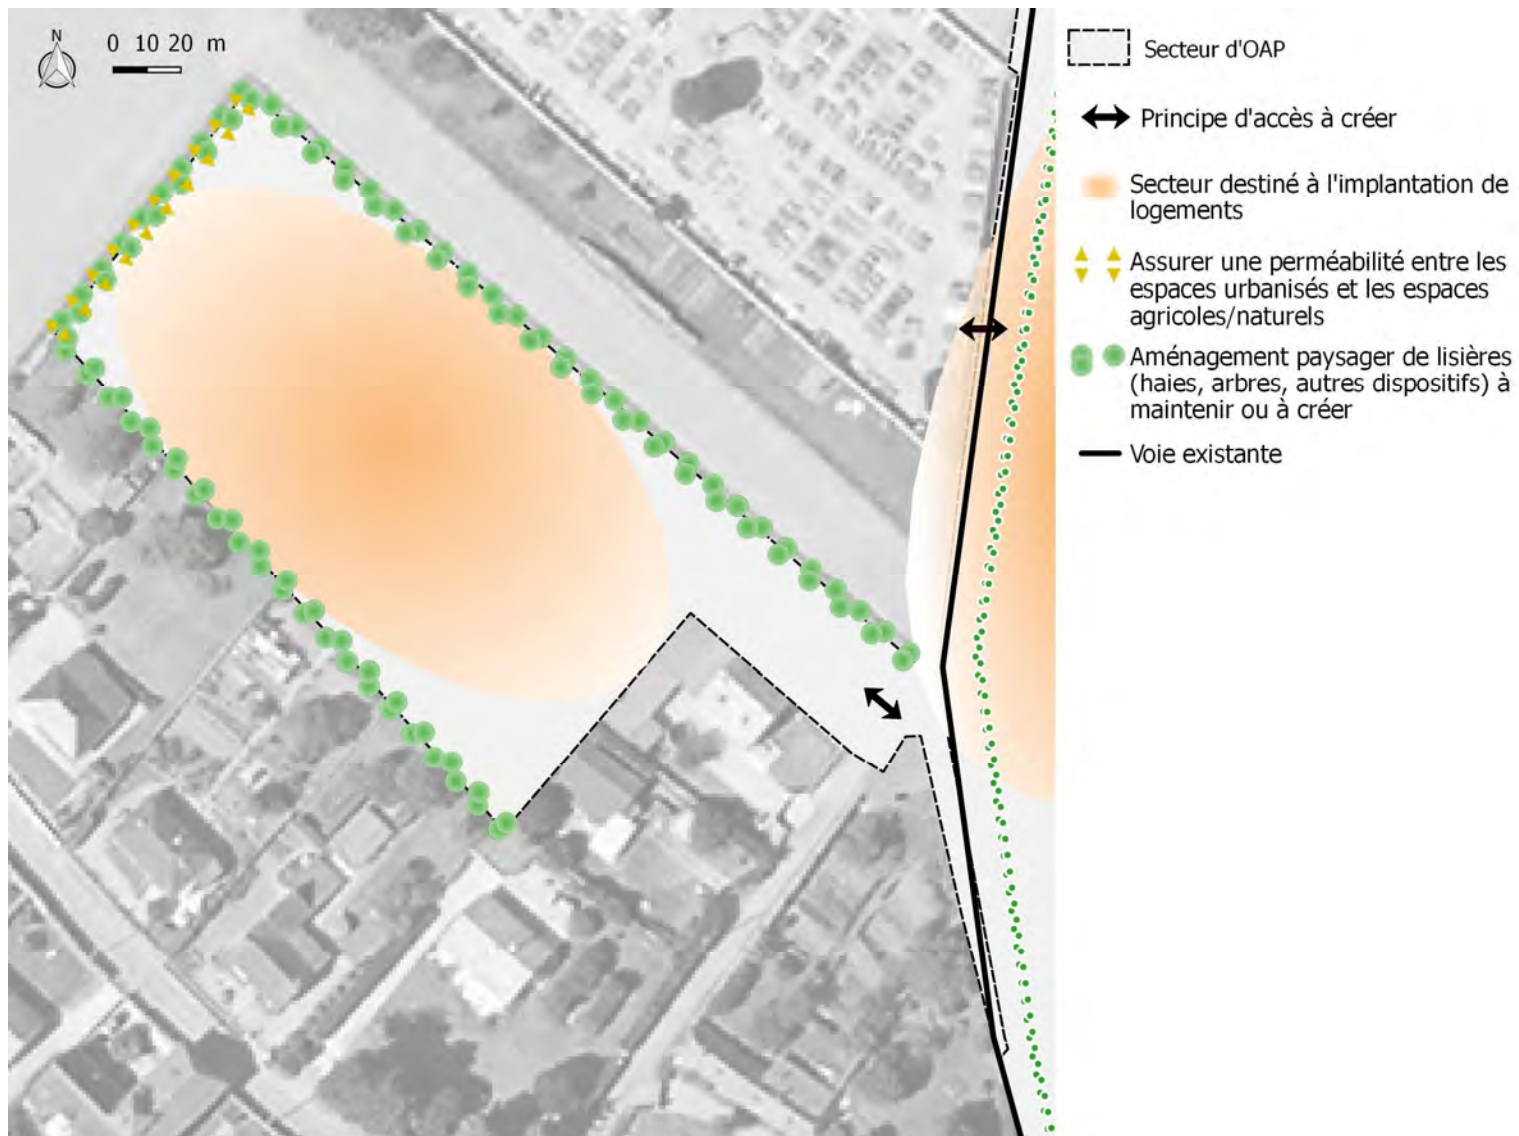 N
0 10 20 m
Secteur d'OAP
Principe d'accès à créer
Secteur destiné à l'implantation de
logements
Assurer une perméabilité entre les
espaces urbanisés et les espaces
agricoles/naturels
Aménagement paysager de lisières
(haies, arbres, autres dispositifs) à
maintenir ou à créer
Voie existante